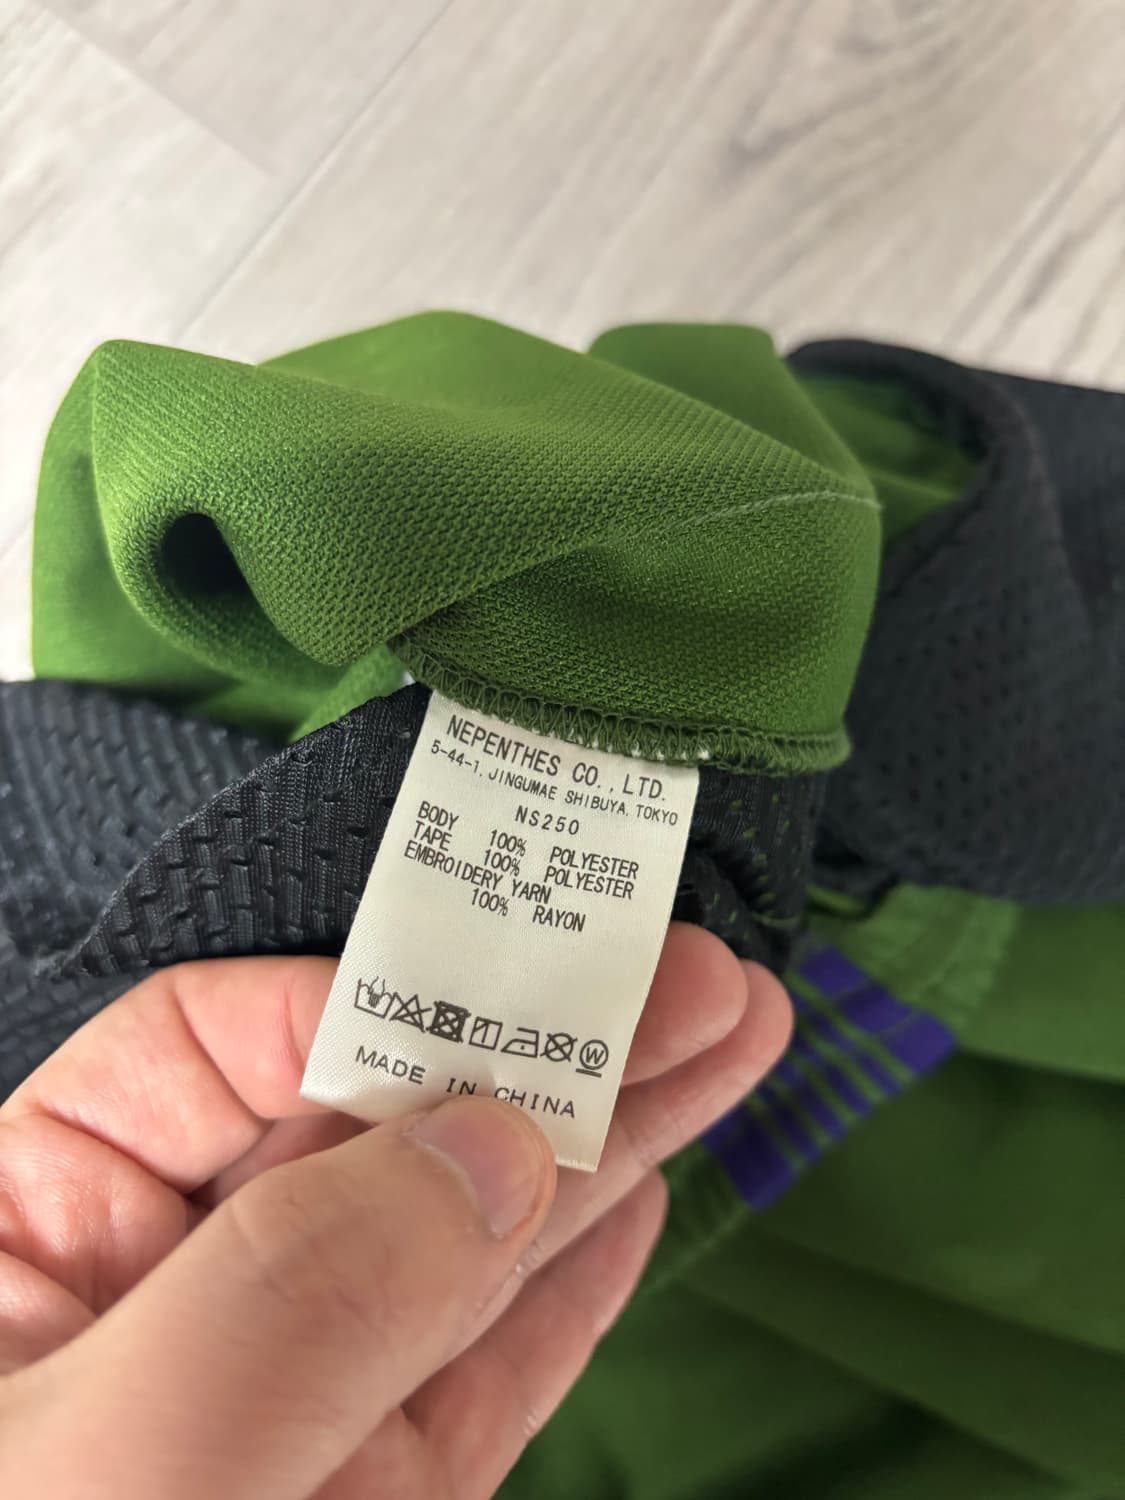 NEPENTHES CO., LTD.
5-44-1, JINGUMAE SHIBUYA, TOKYO
NS250
BODY 100% POLYESTER
TAPE 100% POLYESTER
EMBROIDERY YARN
100% RAYON
W
MADE IN CHINA